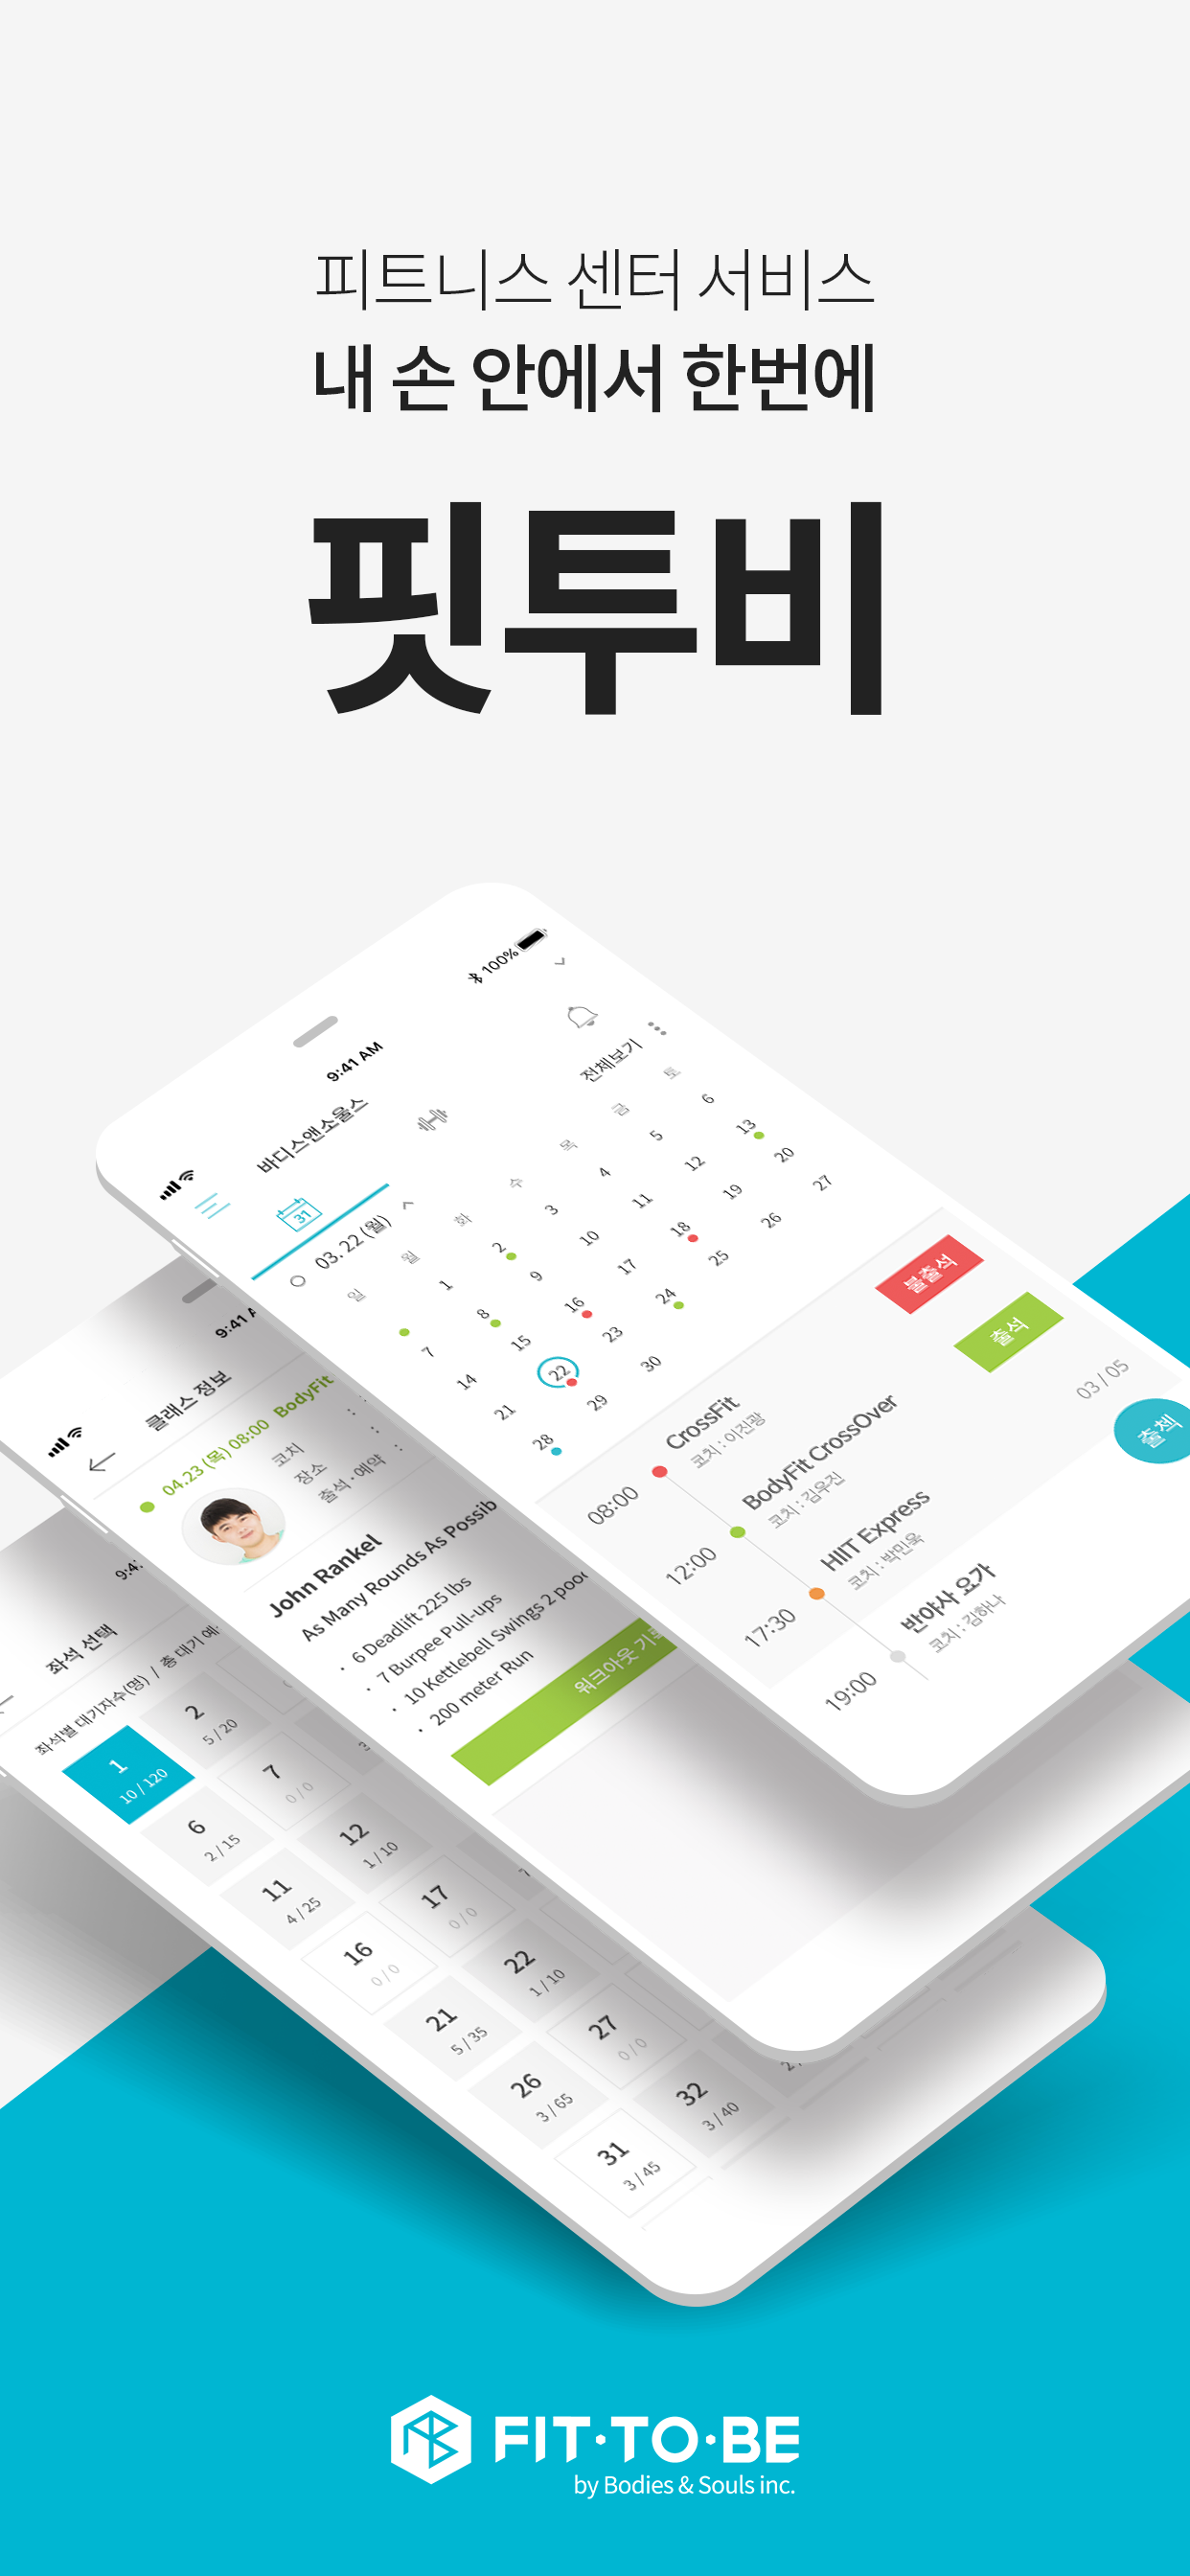 피트니스 센터 서비스
내 손 안에서 한번에
핏투비
100%
9:41 AM
바디스앤소울스
31
전체보기
03. 22 (월)
일 월 화 수 목 금 토
1 2 3 4 5 6
7 8 9 10 11 12 13
14 15 16 17 18 19 20
21 22 23 24 25 26 27
28 29 30
08:00 CrossFit
코치 : 이진광
불출석
12:00 BodyFit CrossOver
코치 : 김우진
출석
17:30 HIIT Express
코치 : 박민욱
03 / 05
19:00 반야사 요가
코치 : 김하나
출첵
9:41 A
클래스 정보
04.23 (목) 08:00 BodyFit
코치 :
장소 :
출석 · 예약 :
John Rankel
As Many Rounds As Possib
· 6 Deadlift 225 lbs
· 7 Burpee Pull-ups
· 10 Kettlebell Swings 2 pood
· 200 meter Run
워크아웃 기록
9:4
좌석 선택
좌석별 대기자수(명) / 총 대기 예
1
10 / 120
2
5 / 20
6
2 / 15
7
0 / 0
11
4 / 25
12
1 / 10
16
0 / 0
17
0 / 0
21
5 / 35
22
1 / 10
26
3 / 65
27
0 / 0
31
3 / 45
32
3 / 40
FIT·TO·BE
by Bodies & Souls inc.